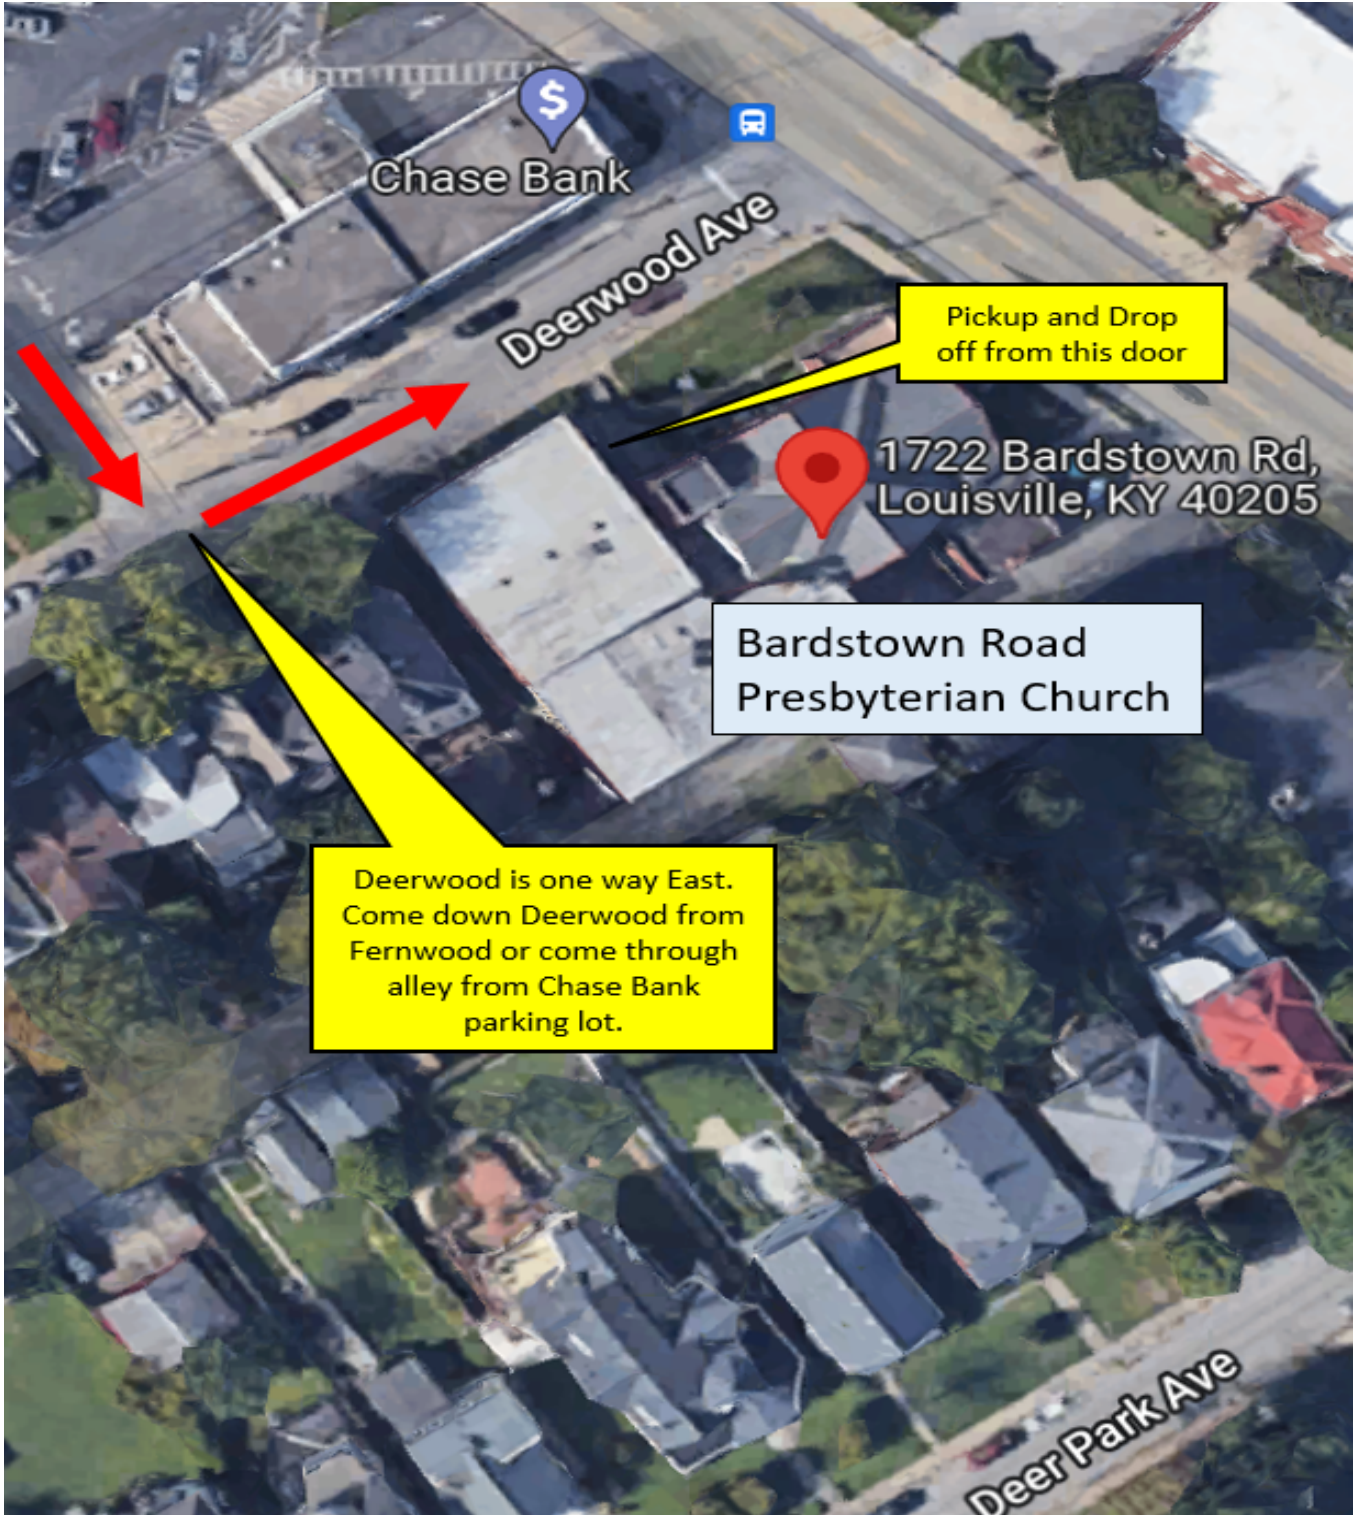 $
Chase Bank
Deerwood Ave
Pickup and Drop
off from this door
1722 Bardstown Rd,
Louisville, KY 40205
Bardstown Road
Presbyterian Church
Deerwood is one way East.
Come down Deerwood from
Fernwood or come through
alley from Chase Bank
parking lot.
Deer Park Ave